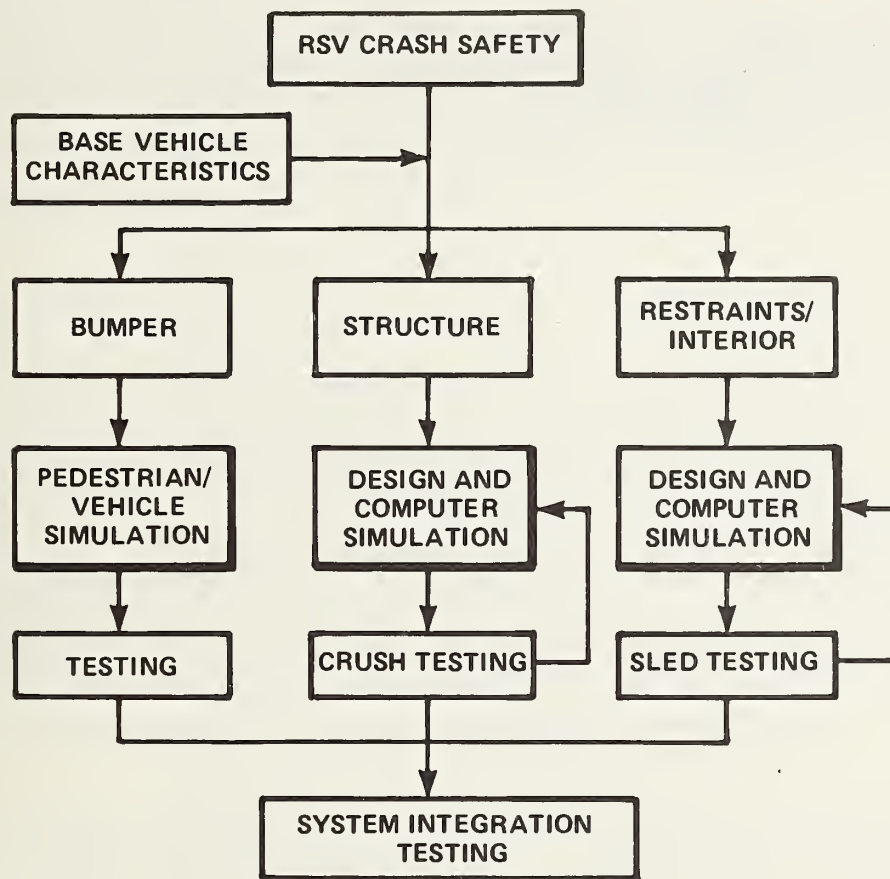 RSV CRASH SAFETY
BASE VEHICLE
CHARACTERISTICS
BUMPER
STRUCTURE
RESTRAINTS/
INTERIOR
PEDESTRIAN/
VEHICLE
SIMULATION
DESIGN AND
COMPUTER
SIMULATION
DESIGN AND
COMPUTER
SIMULATION
TESTING
CRUSH TESTING
SLED TESTING
SYSTEM INTEGRATION
TESTING